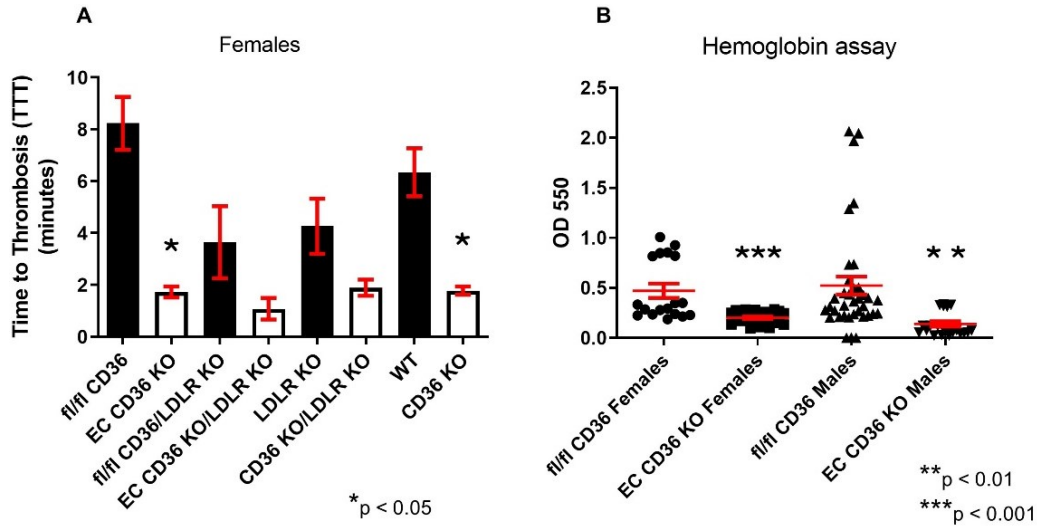 A
Females
Time to Thrombosis (TTT)
(minutes)
10
8
6
4
2
0
*
*
fl/fl CD36
EC CD36 KO
fl/fl CD36/LDLR KO
EC CD36 KO/LDLR KO
LDLR KO
CD36 KO/LDLR KO
WT
CD36 KO
*p < 0.05
B
Hemoglobin assay
OD 550
2.5
2.0
1.5
1.0
0.5
0.0
***
* *
fl/fl CD36 Females
EC CD36 KO Females
fl/fl CD36 Males
EC CD36 KO Males
**p < 0.01
***p < 0.001